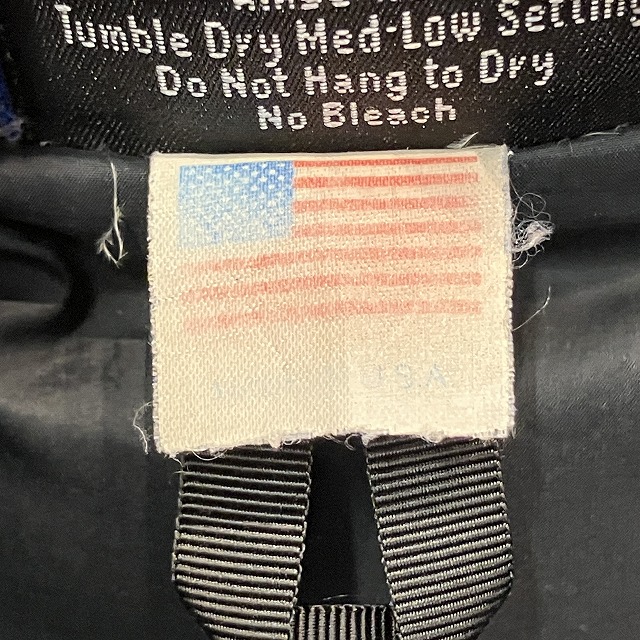 Tumble Dry Med-Low Setting
Do Not Hang to Dry
No Bleach
USA